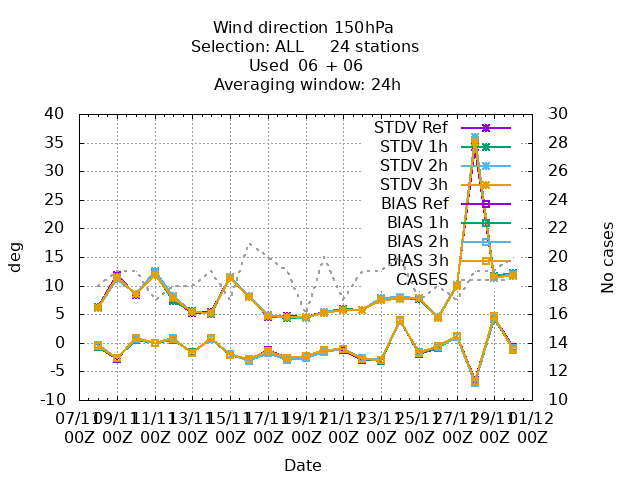 Wind direction 150hPa
Selection: ALL 24 stations
Used 06 + 06
Averaging window: 24h
40 30
35 28
30 26
25 24
20 22
15 20
10 18
5 16
0 14
-5 12
-10 10
deg
No cases
STDV Ref
STDV 1h
STDV 2h
STDV 3h
BIAS Ref
BIAS 1h
BIAS 2h
BIAS 3h
CASES
07/11 09/11 11/11 13/11 15/11 17/11 19/11 21/11 23/11 25/11 27/11 29/11 01/12
00Z 00Z 00Z 00Z 00Z 00Z 00Z 00Z 00Z 00Z 00Z 00Z 00Z
Date